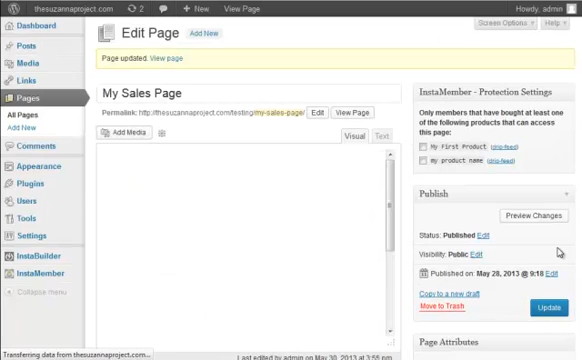 thesuzannaproject.com
4
New
View Page
Howdy, admin
Dashboard
Posts
Media
Links
Pages
All Pages
Add New
Comments
Appearance
Plugins
Users
Tools
Settings
InstaBuilder
InstaMember
Collapse menu
Screen Options
Help
Edit Page
Add New
Page updated. View page
My Sales Page
Permalink: http://thesuzannaproject.com/testing/my-sales-page/
Edit
View Page
Add Media
Visual
Text
InstaMember - Protection Settings
Only members that have bought at least one
of the following products that can access
this page:
My First Product (drip-feed)
my product name (drip-feed)
Publish
Preview Changes
Status: Published Edit
Visibility: Public Edit
Published on: May 28, 2013 @ 9:18 Edit
Copy to a new draft
Move to Trash
Update
Page Attributes
Transferring data from thesuzannaproject.com...
Last edited by admin on May 30, 2013 at 3:55 pm